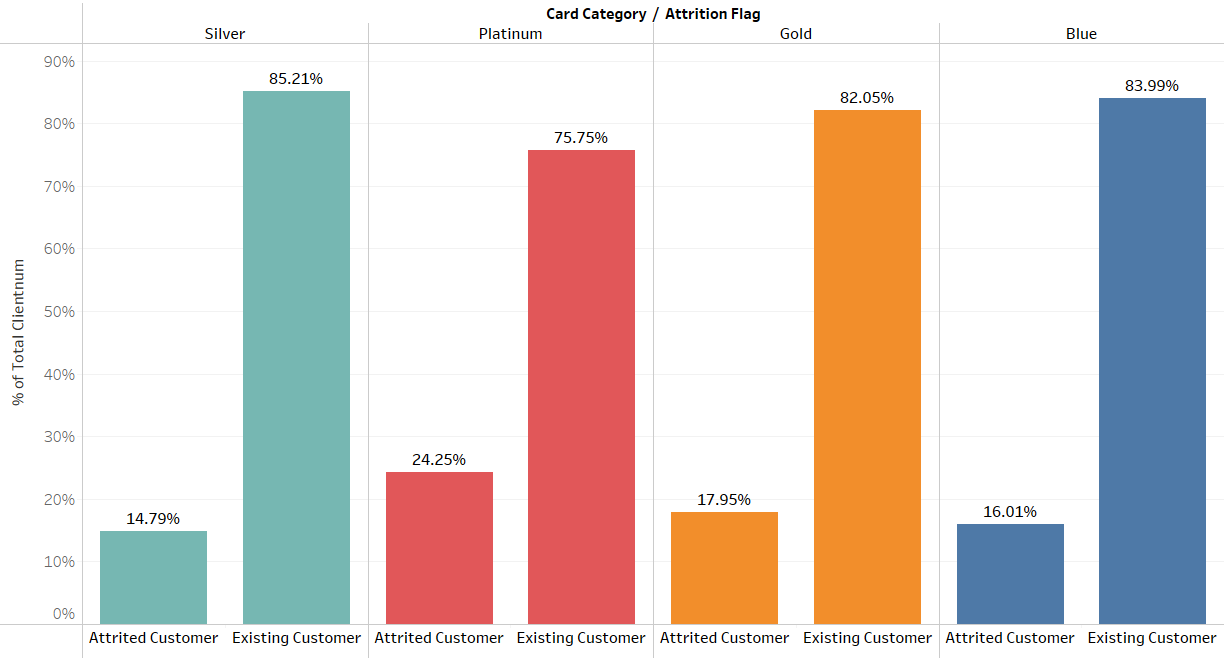 Card Category / Attrition Flag
Silver Platinum Gold Blue
% of Total Clientnum
90%
80%
70%
60%
50%
40%
30%
20%
10%
0%
14.79% 85.21% 24.25% 75.75% 17.95% 82.05% 16.01% 83.99%
Attrited Customer Existing Customer Attrited Customer Existing Customer Attrited Customer Existing Customer Attrited Customer Existing Customer